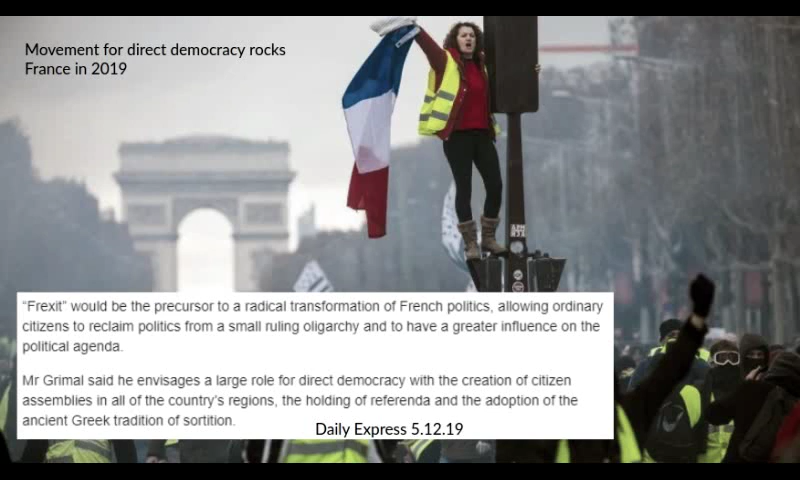 Movement for direct democracy rocks
France in 2019
“Frexit” would be the precursor to a radical transformation of French politics, allowing ordinary
citizens to reclaim politics from a small ruling oligarchy and to have a greater influence on the
political agenda.
Mr Grimal said he envisages a large role for direct democracy with the creation of citizen
assemblies in all of the country’s regions, the holding of referenda and the adoption of the
ancient Greek tradition of sortition.
Daily Express 5.12.19